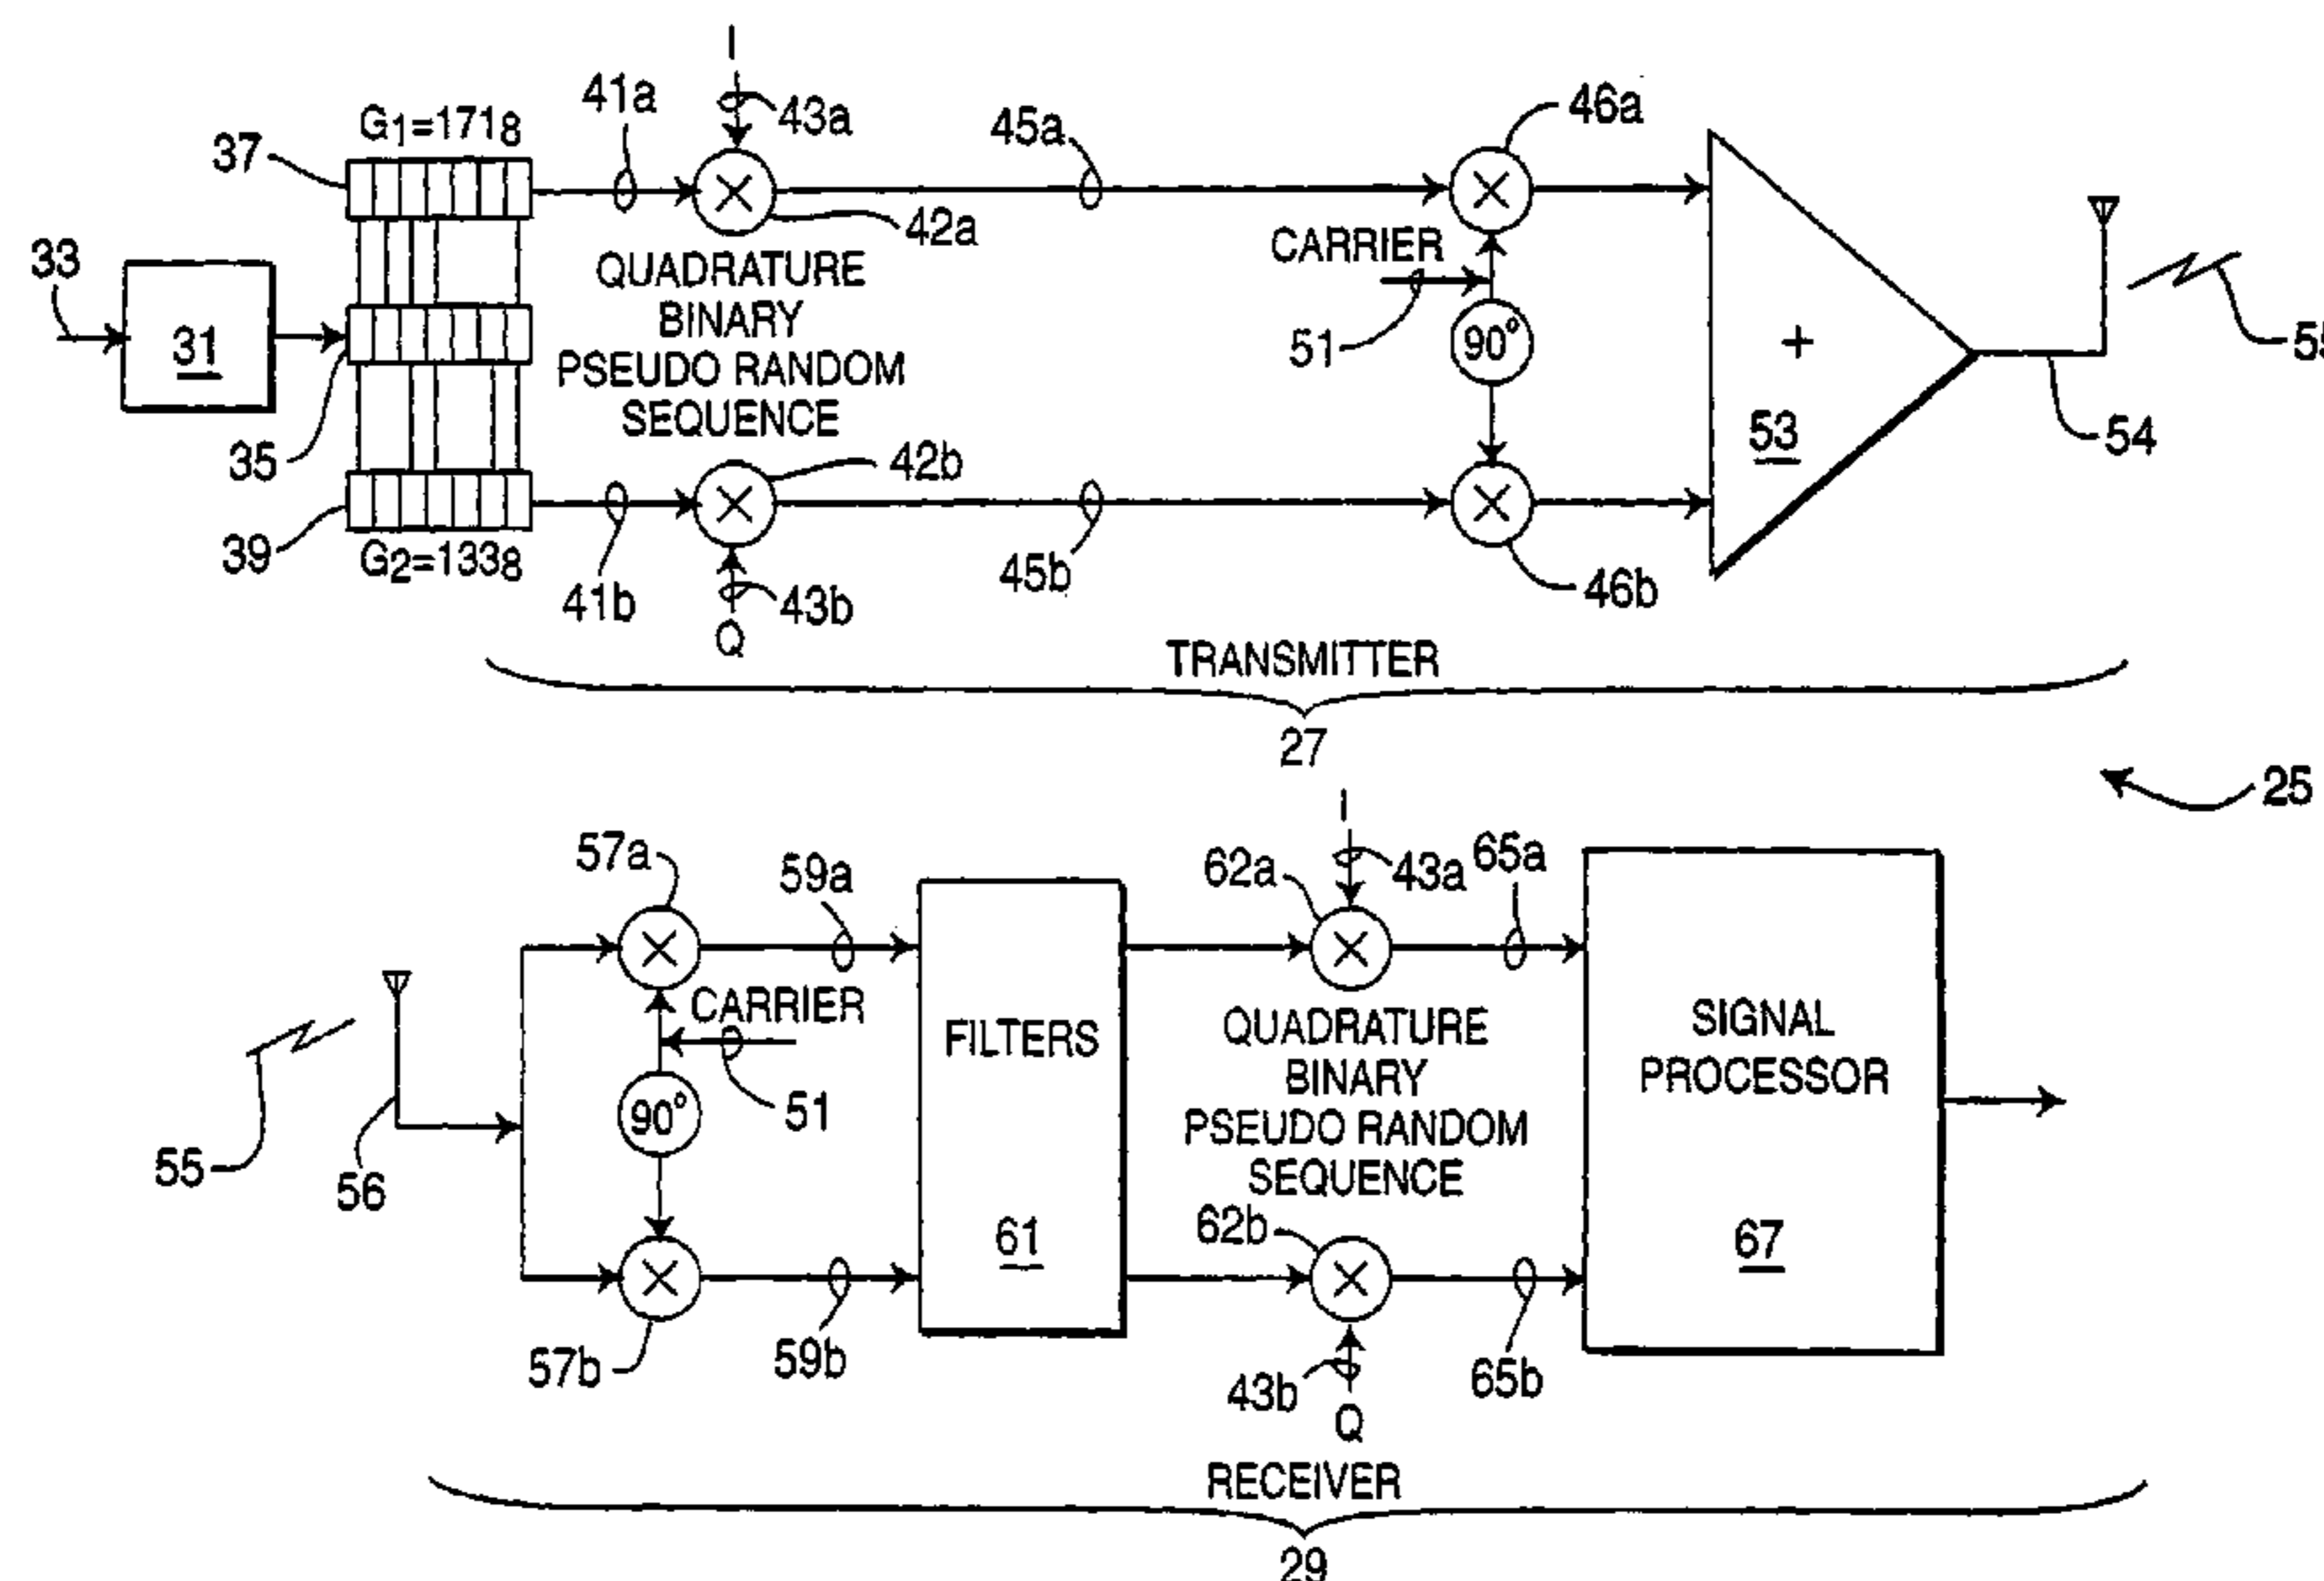 I
G1=1718
41a
43a
45a
46a
37
42a
33
QUADRATURE
BINARY
PSEUDO RANDOM
SEQUENCE
CARRIER
31
51
90°
+
53
55
54
35
42b
39
G2=1338
41b
43b
Q
45b
46b
TRANSMITTER
27
25
I
57a
59a
62a
43a
65a
CARRIER
FILTERS
QUADRATURE
BINARY
PSEUDO RANDOM
SEQUENCE
SIGNAL
PROCESSOR
90°
51
55
56
61
62b
67
57b
59b
43b
65b
Q
RECEIVER
29